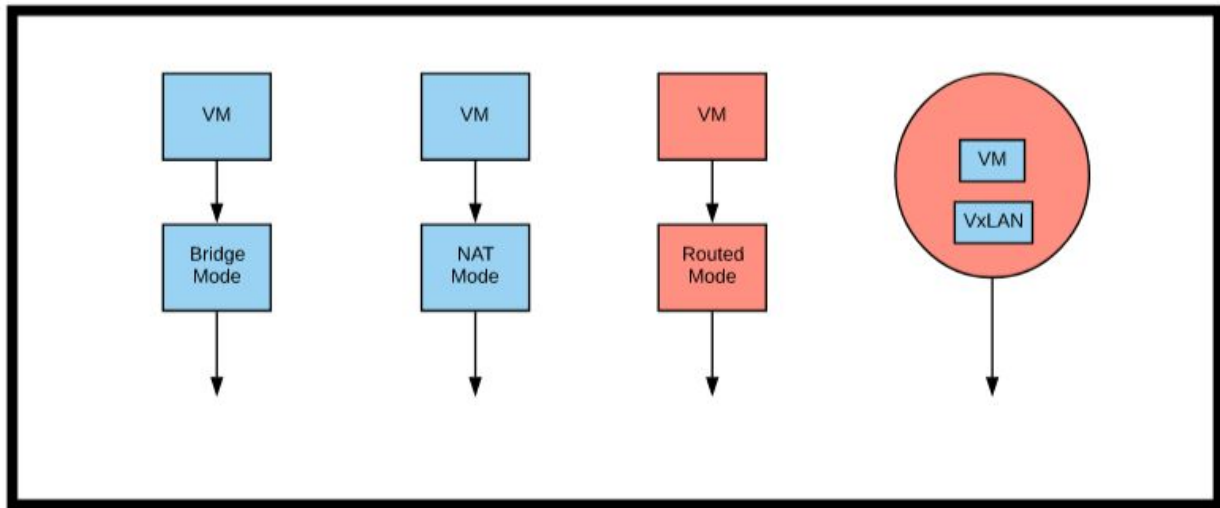 VM
VM
VM
VM
VxLAN
Bridge
Mode
NAT
Mode
Routed
Mode